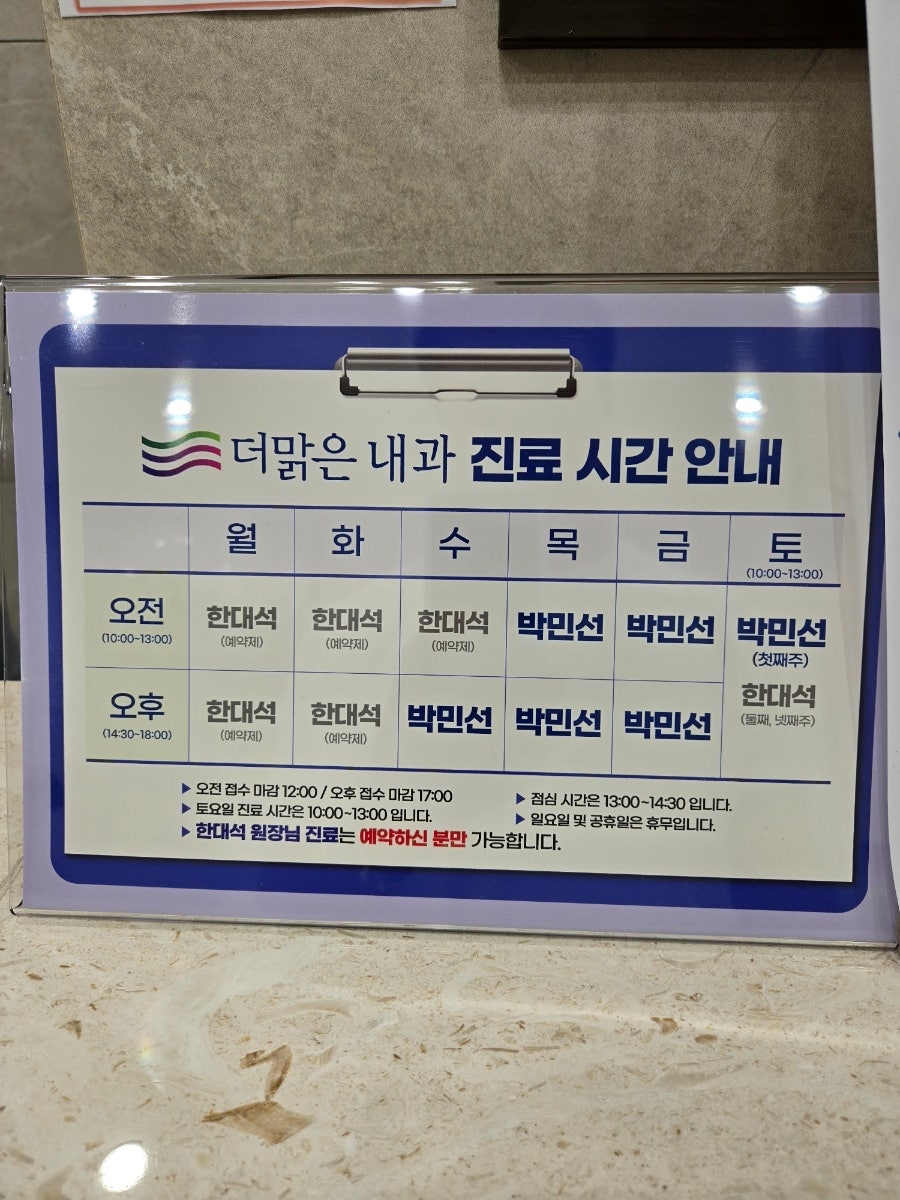 더맑은 내과 진료 시간 안내
월 화 수 목 금 토
(10:00~13:00)
오전 한대석 한대석 한대석 박민선 박민선 박민선
(10:00~13:00) (예약제) (예약제) (예약제) (첫째주)
오후 한대석 한대석 박민선 박민선 박민선 한대석
(14:30~18:00) (예약제) (예약제) (둘째, 넷째주)
▶ 오전 접수 마감 12:00 / 오후 접수 마감 17:00
▶ 토요일 진료 시간은 10:00~13:00 입니다.
▶ 한대석 원장님 진료는 예약하신 분만 가능합니다.
▶ 점심 시간은 13:00~14:30 입니다.
▶ 일요일 및 공휴일은 휴무입니다.